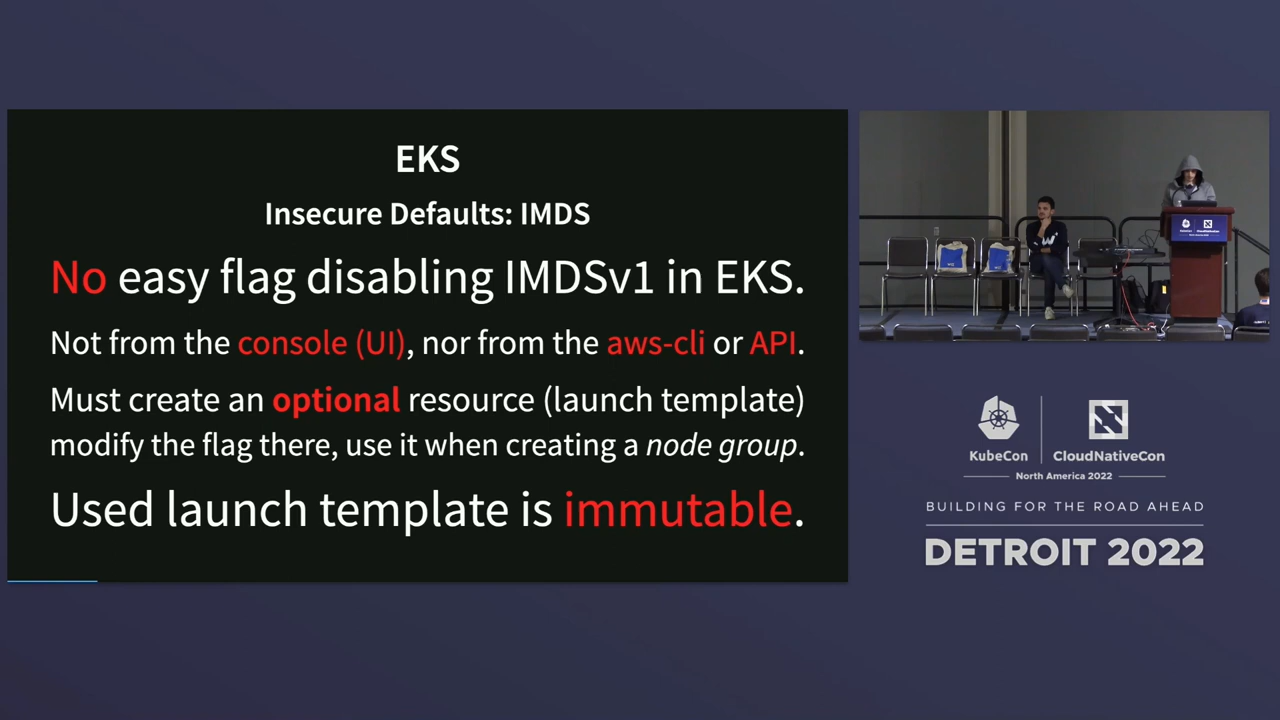 EKS
Insecure Defaults: IMDS
No easy flag disabling IMDSv1 in EKS.
Not from the console (UI), nor from the aws-cli or API.
Must create an optional resource (launch template)
modify the flag there, use it when creating a node group.
Used launch template is immutable.
KubeCon
CloudNativeCon
North America 2022
BUILDING FOR THE ROAD AHEAD
DETROIT 2022